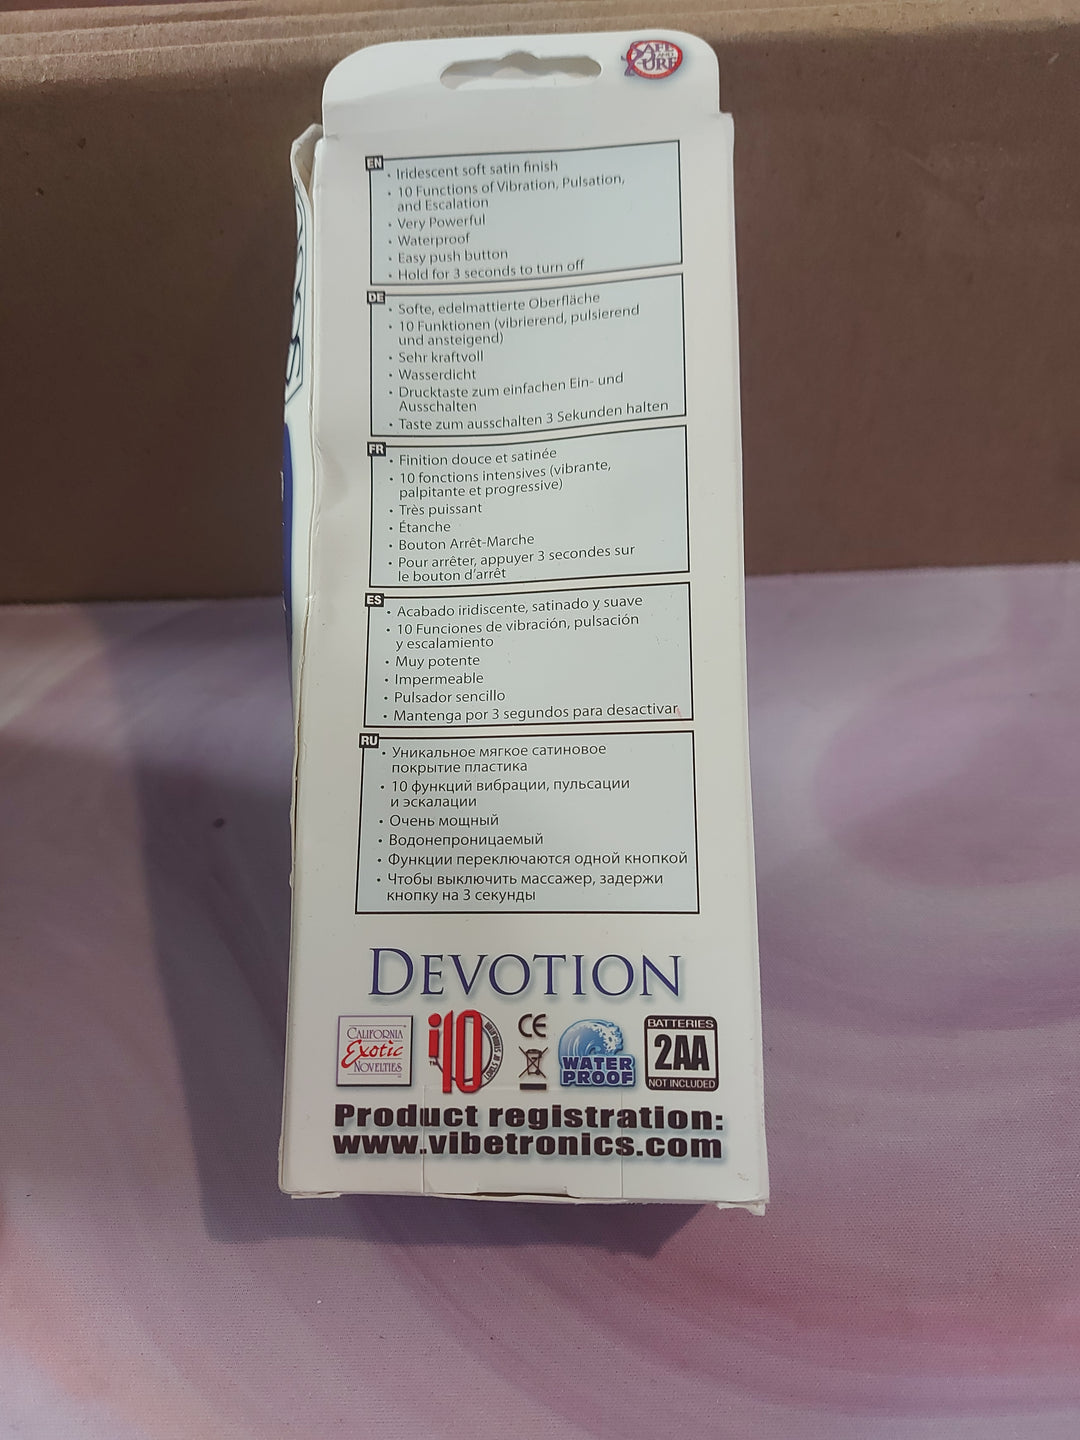 SAFE
AND
PURE
EN
• Iridescent soft satin finish
• 10 Functions of Vibration, Pulsation,
and Escalation
• Very Powerful
• Waterproof
• Easy push button
• Hold for 3 seconds to turn off
DE
• Softe, edelmattierte Oberfläche
• 10 Funktionen (vibrierend, pulsierend
und ansteigend)
• Sehr kraftvoll
• Wasserdicht
• Drucktaste zum einfachen Ein- und
Ausschalten
• Taste zum ausschalten 3 Sekunden halten
FR
• Finition douce et satinée
• 10 fonctions intensives (vibrante,
palpitante et progressive)
• Très puissant
• Étanche
• Bouton Arrêt-Marche
• Pour arrêter, appuyer 3 secondes sur
le bouton d'arrêt
ES
• Acabado iridiscente, satinado y suave
• 10 Funciones de vibración, pulsación
y escalamiento
• Muy potente
• Impermeable
• Pulsador sencillo
• Mantenga por 3 segundos para desactivar
RU
• Уникальное мягкое сатиновое
покрытие пластика
• 10 функций вибрации, пульсации
и эскалации
• Очень мощный
• Водонепроницаемый
• Функции переключаются одной кнопкой
• Чтобы выключить массажер, задержи
кнопку на 3 секунды
DEVOTION
CALIFORNIA
Exotic
NOVELTIES
i10
TM
CE
WATER
PROOF
BATTERIES
2AA
NOT INCLUDED
Product registration:
www.vibetronics.com